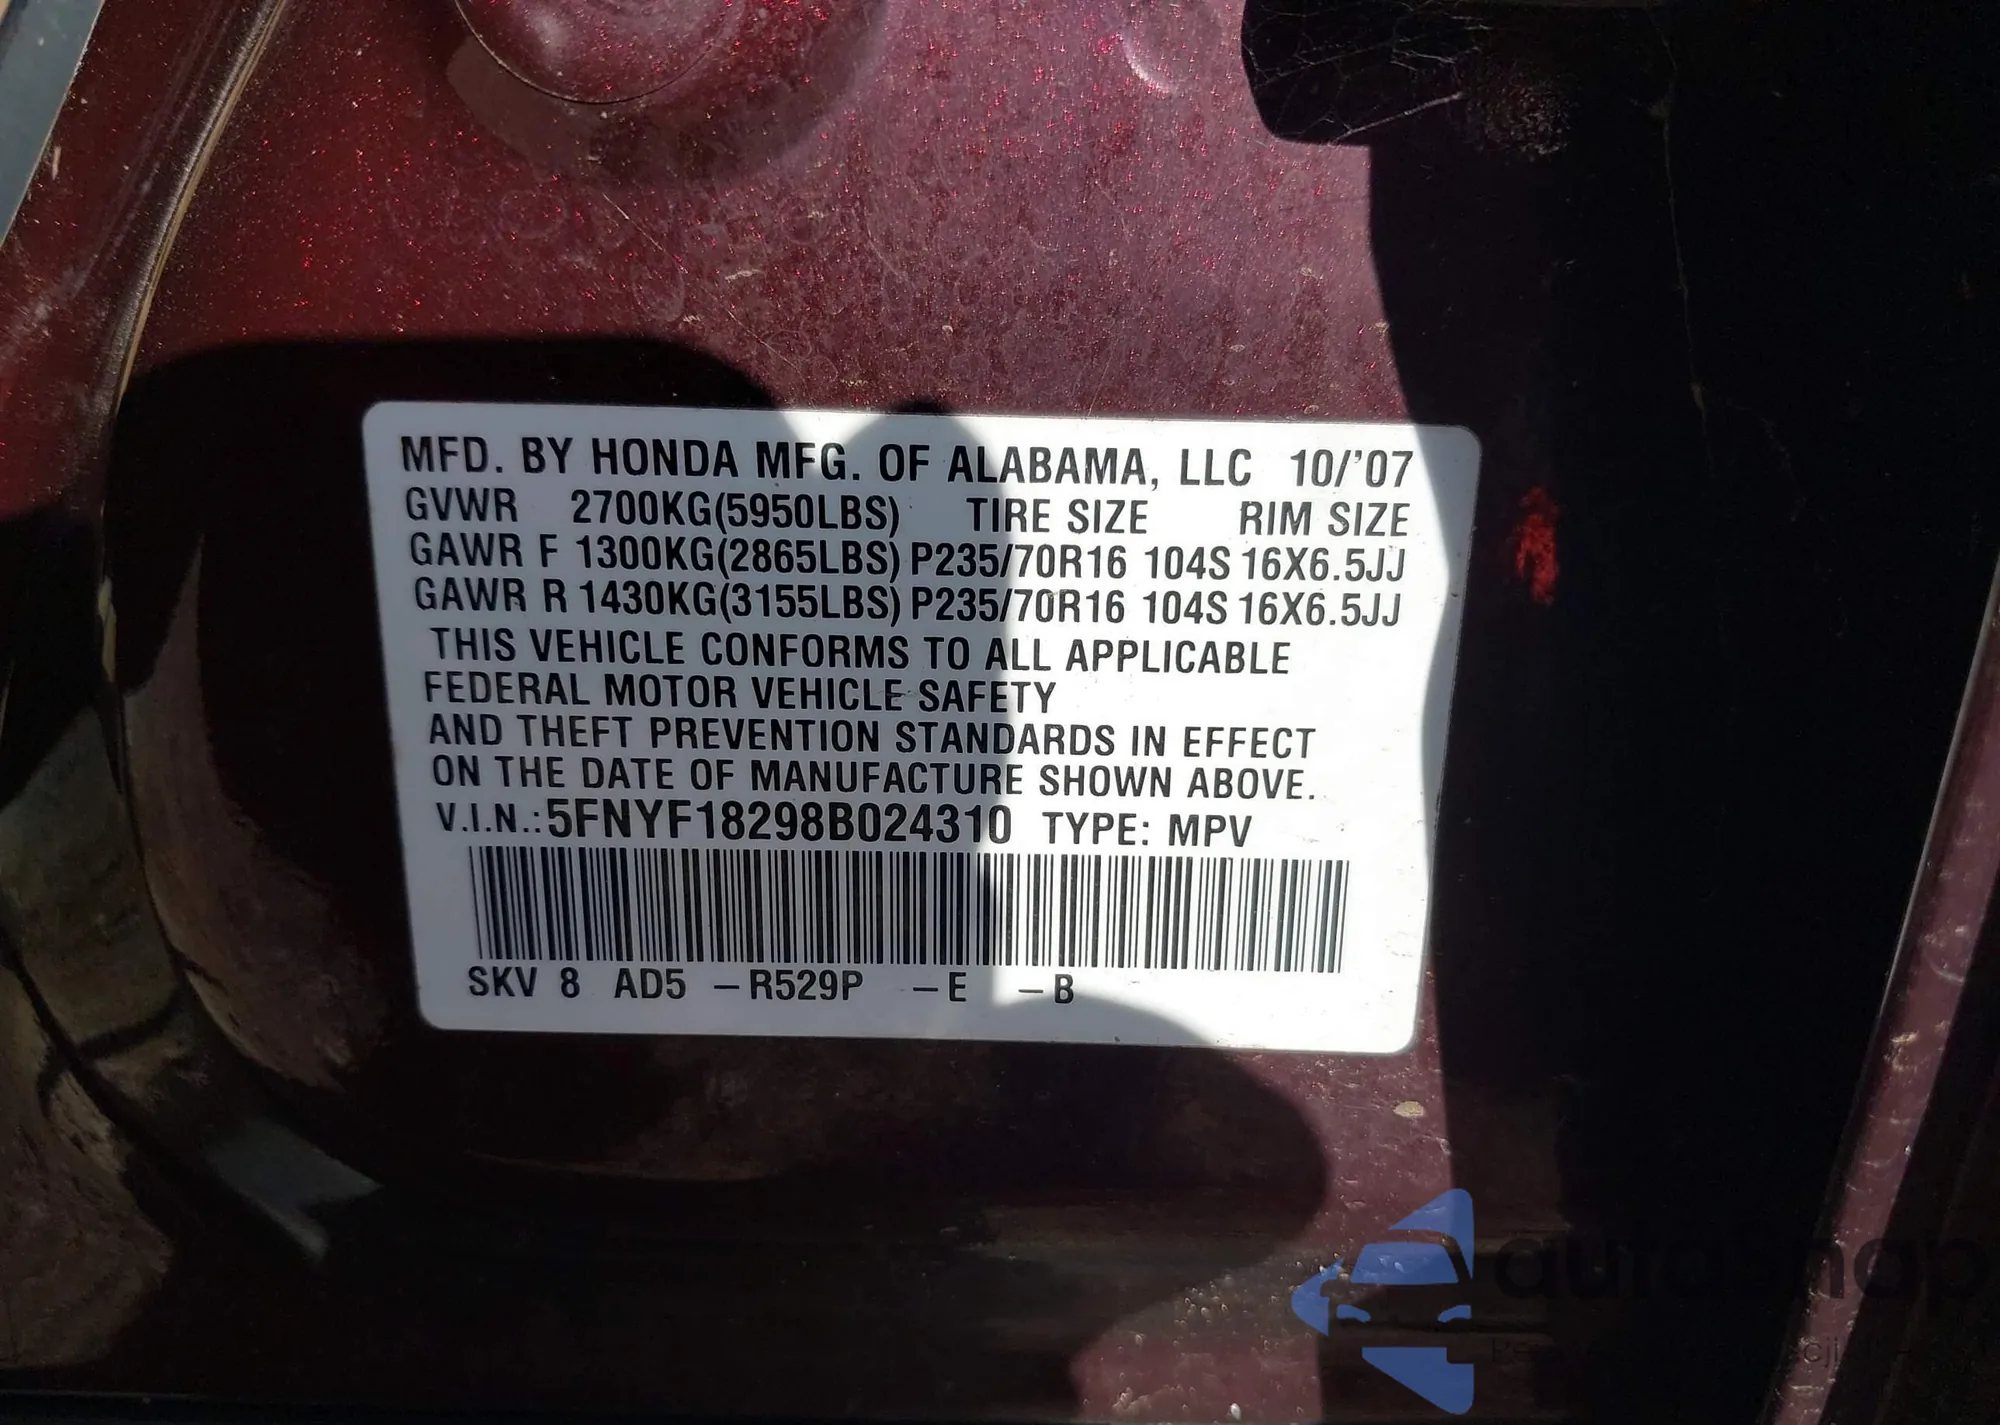 MFD. BY HONDA MFG. OF ALABAMA, LLC 10/'07
GVWR 2700KG(5950LBS) TIRE SIZE RIM SIZE
GAWR F 1300KG(2865LBS) P235/70R16 104S 16X6.5JJ
GAWR R 1430KG(3155LBS) P235/70R16 104S 16X6.5JJ
THIS VEHICLE CONFORMS TO ALL APPLICABLE
FEDERAL MOTOR VEHICLE SAFETY
AND THEFT PREVENTION STANDARDS IN EFFECT
ON THE DATE OF MANUFACTURE SHOWN ABOVE.
V.I.N.: 5FNYF18298B024310 TYPE: MPV
SKV 8 AD5 –R529P –E –B